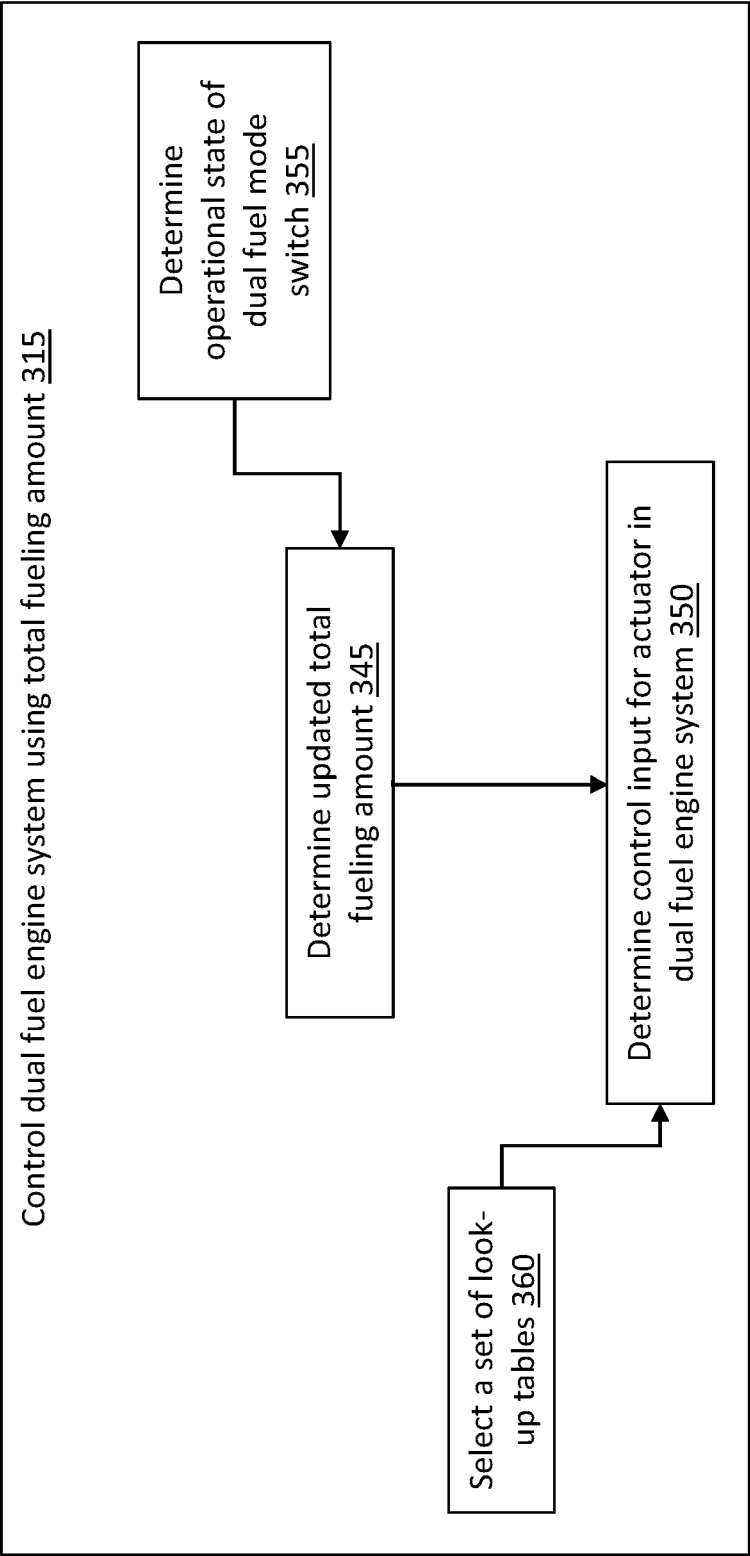 Control dual fuel engine system using total fueling amount 315
Determine
operational state of
dual fuel mode
switch 355
Determine updated total
fueling amount 345
Select a set of look-
up tables 360
Determine control input for actuator in
dual fuel engine system 350